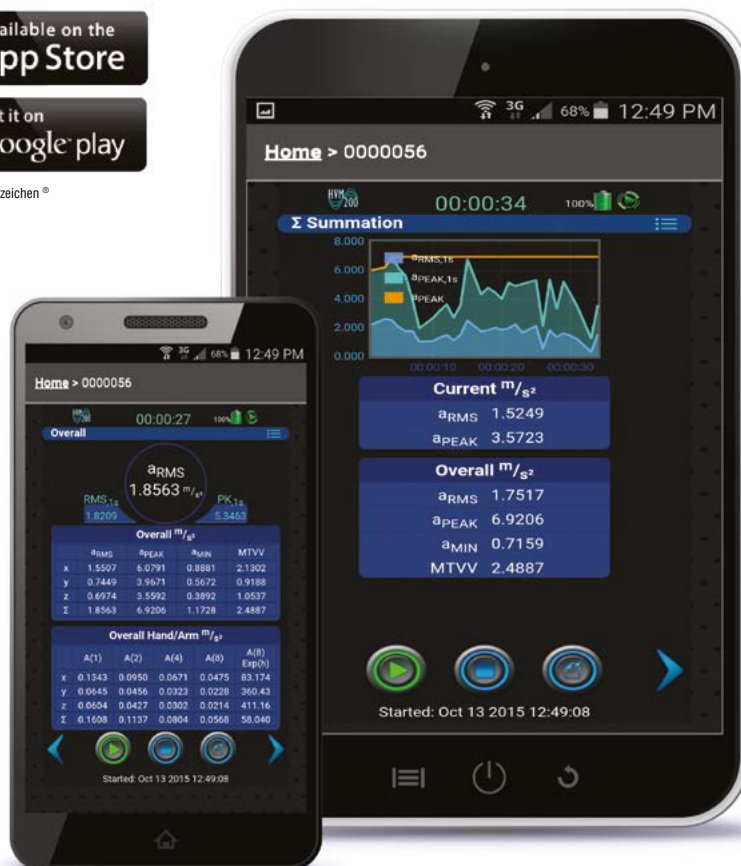 ailable on the
pp Store
t it on
oogle play
zeichen ®
3G 68% 12:49 PM
Home > 0000056
HVM 200 00:00:34 100%
Σ Summation
8.000
6.000
4.000
2.000
0.000
aRMS,1s
aPEAK,1s
aPEAK
00:00:10 00:00:20 00:00:30
Current m/s²
aRMS 1.5249
aPEAK 3.5723
Overall m/s²
aRMS 1.7517
aPEAK 6.9206
aMIN 0.7159
MTVV 2.4887
Started: Oct 13 2015 12:49:08
3G 68% 12:49 PM
Home > 0000056
HVM 200 00:00:27 100%
Overall
aRMS
1.8563 m/s²
RMS,1s PK,1s
1.8209 5.3463
Overall m/s²
aRMS aPEAK aMIN MTVV
x 1.5507 6.0791 0.8881 2.1302
y 0.7449 3.9671 0.5672 0.9188
z 0.6974 3.5592 0.3892 1.0537
Σ 1.8563 6.9206 1.1728 2.4887
Overall Hand/Arm m/s²
A(1) A(2) A(4) A(8) A(8)
Exp(h)
x 0.1343 0.0950 0.0671 0.0475 83.174
y 0.0645 0.0456 0.0323 0.0228 360.43
z 0.0604 0.0427 0.0302 0.0214 411.16
Σ 0.1608 0.1137 0.0804 0.0568 58.040
Started: Oct 13 2015 12:49:08